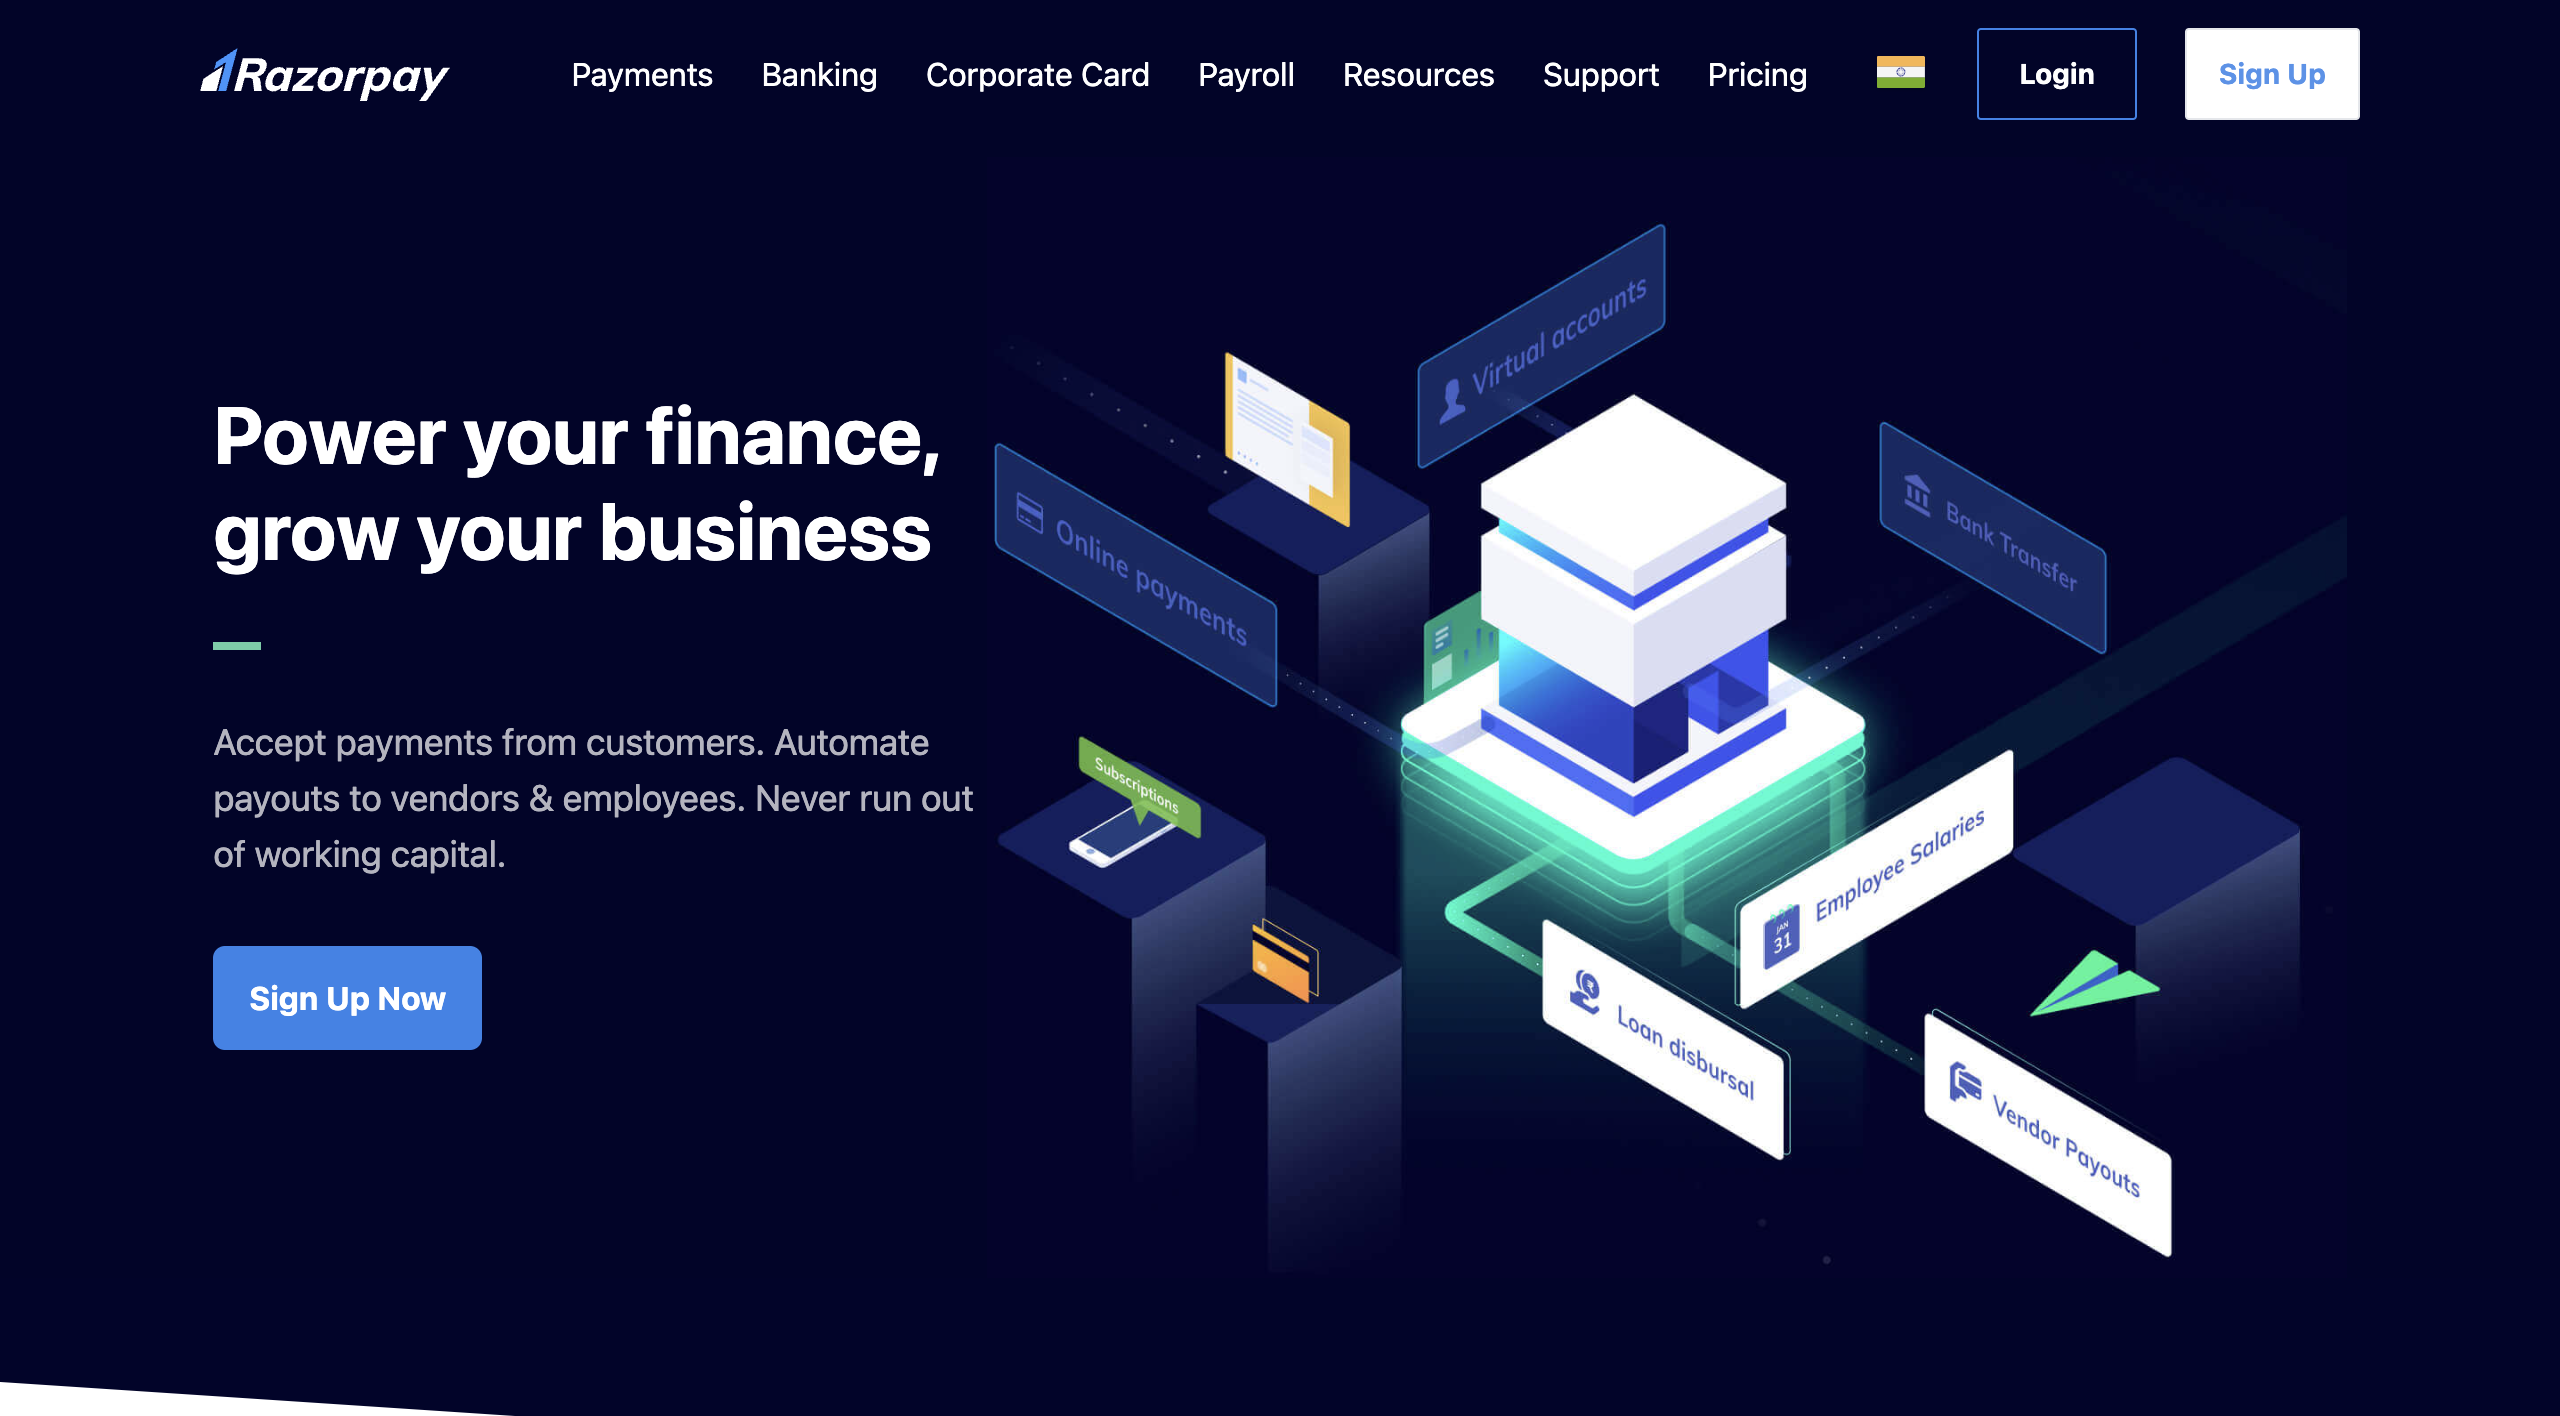 Razorpay
Payments
Banking
Corporate Card
Payroll
Resources
Support
Pricing
Login
Sign Up
Power your finance,
grow your business
Accept payments from customers. Automate
payouts to vendors & employees. Never run out
of working capital.
Sign Up Now
Virtual accounts
Online payments
Bank Transfer
Subscriptions
JAN
31
Employee Salaries
₹
Loan disbursal
Vendor Payouts